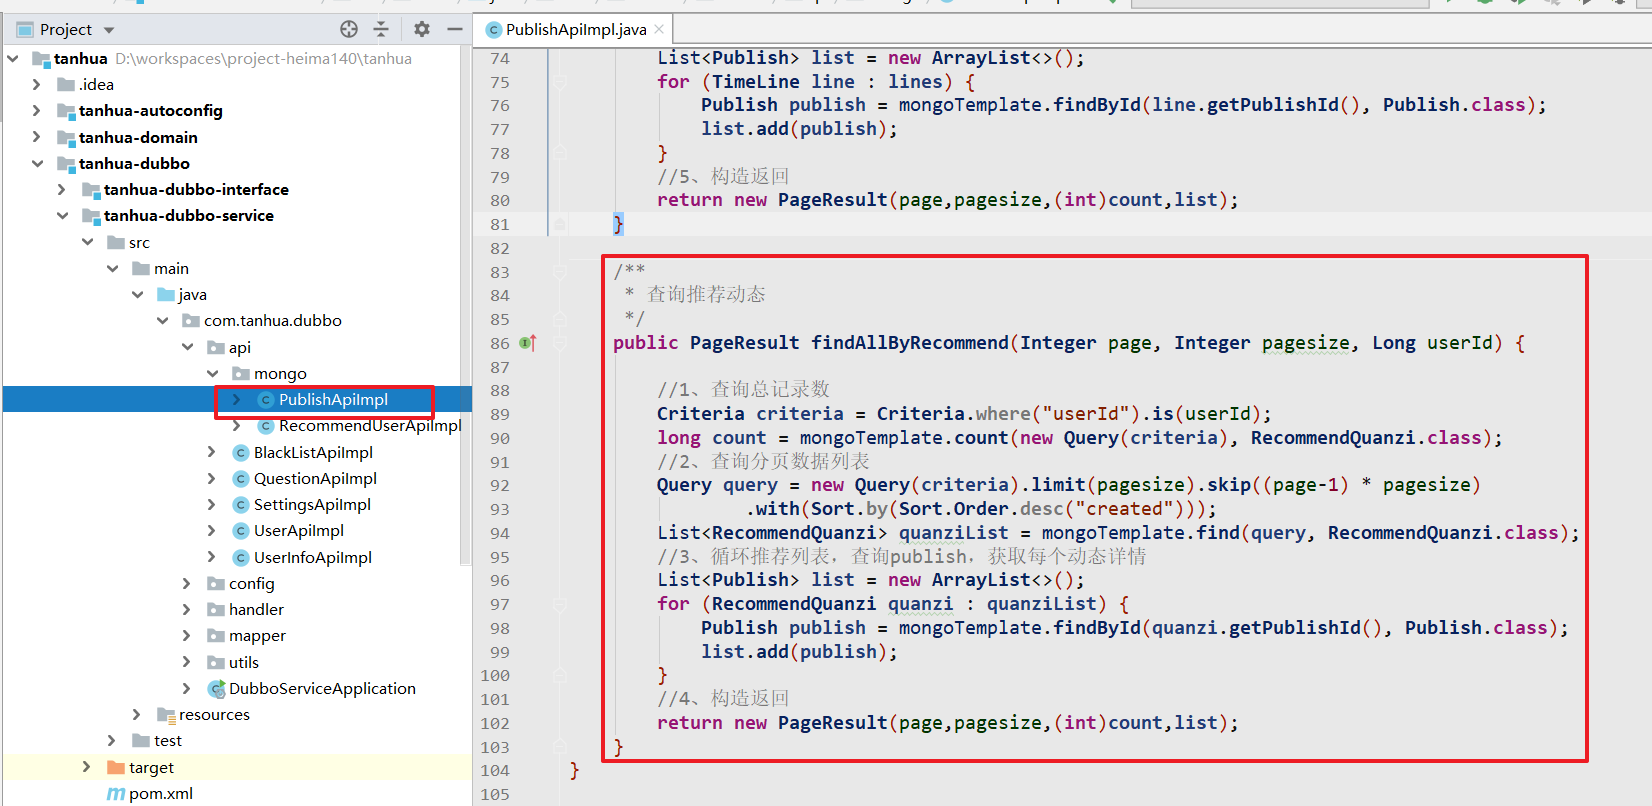 Project
tanhua D:\workspaces\project-heima140\tanhua
.idea
tanhua-autoconfig
tanhua-domain
tanhua-dubbo
tanhua-dubbo-interface
tanhua-dubbo-service
src
main
java
com.tanhua.dubbo
api
mongo
PublishApiImpl
RecommendUserApiImpl
BlackListApiImpl
QuestionApiImpl
SettingsApiImpl
UserApiImpl
UserInfoApiImpl
config
handler
mapper
utils
DubboServiceApplication
resources
test
target
pom.xml
PublishApiImpl.java
74 List<Publish> list = new ArrayList<>();
75 for (TimeLine line : lines) {
76 Publish publish = mongoTemplate.findById(line.getPublishId(), Publish.class);
77 list.add(publish);
78 }
79 //5、构造返回
80 return new PageResult(page,pagesize,(int)count,list);
81 }
82
83 /**
84 * 查询推荐动态
85 */
86 public PageResult findAllByRecommend(Integer page, Integer pagesize, Long userId) {
87
88 //1、查询总记录数
89 Criteria criteria = Criteria.where("userId").is(userId);
90 long count = mongoTemplate.count(new Query(criteria), RecommendQuanzi.class);
91 //2、查询分页数据列表
92 Query query = new Query(criteria).limit(pagesize).skip((page-1) * pagesize)
93 .with(Sort.by(Sort.Order.desc("created")));
94 List<RecommendQuanzi> quanziList = mongoTemplate.find(query, RecommendQuanzi.class);
95 //3、循环推荐列表，查询publish，获取每个动态详情
96 List<Publish> list = new ArrayList<>();
97 for (RecommendQuanzi quanzi : quanziList) {
98 Publish publish = mongoTemplate.findById(quanzi.getPublishId(), Publish.class);
99 list.add(publish);
100 }
101 //4、构造返回
102 return new PageResult(page,pagesize,(int)count,list);
103 }
104 }
105